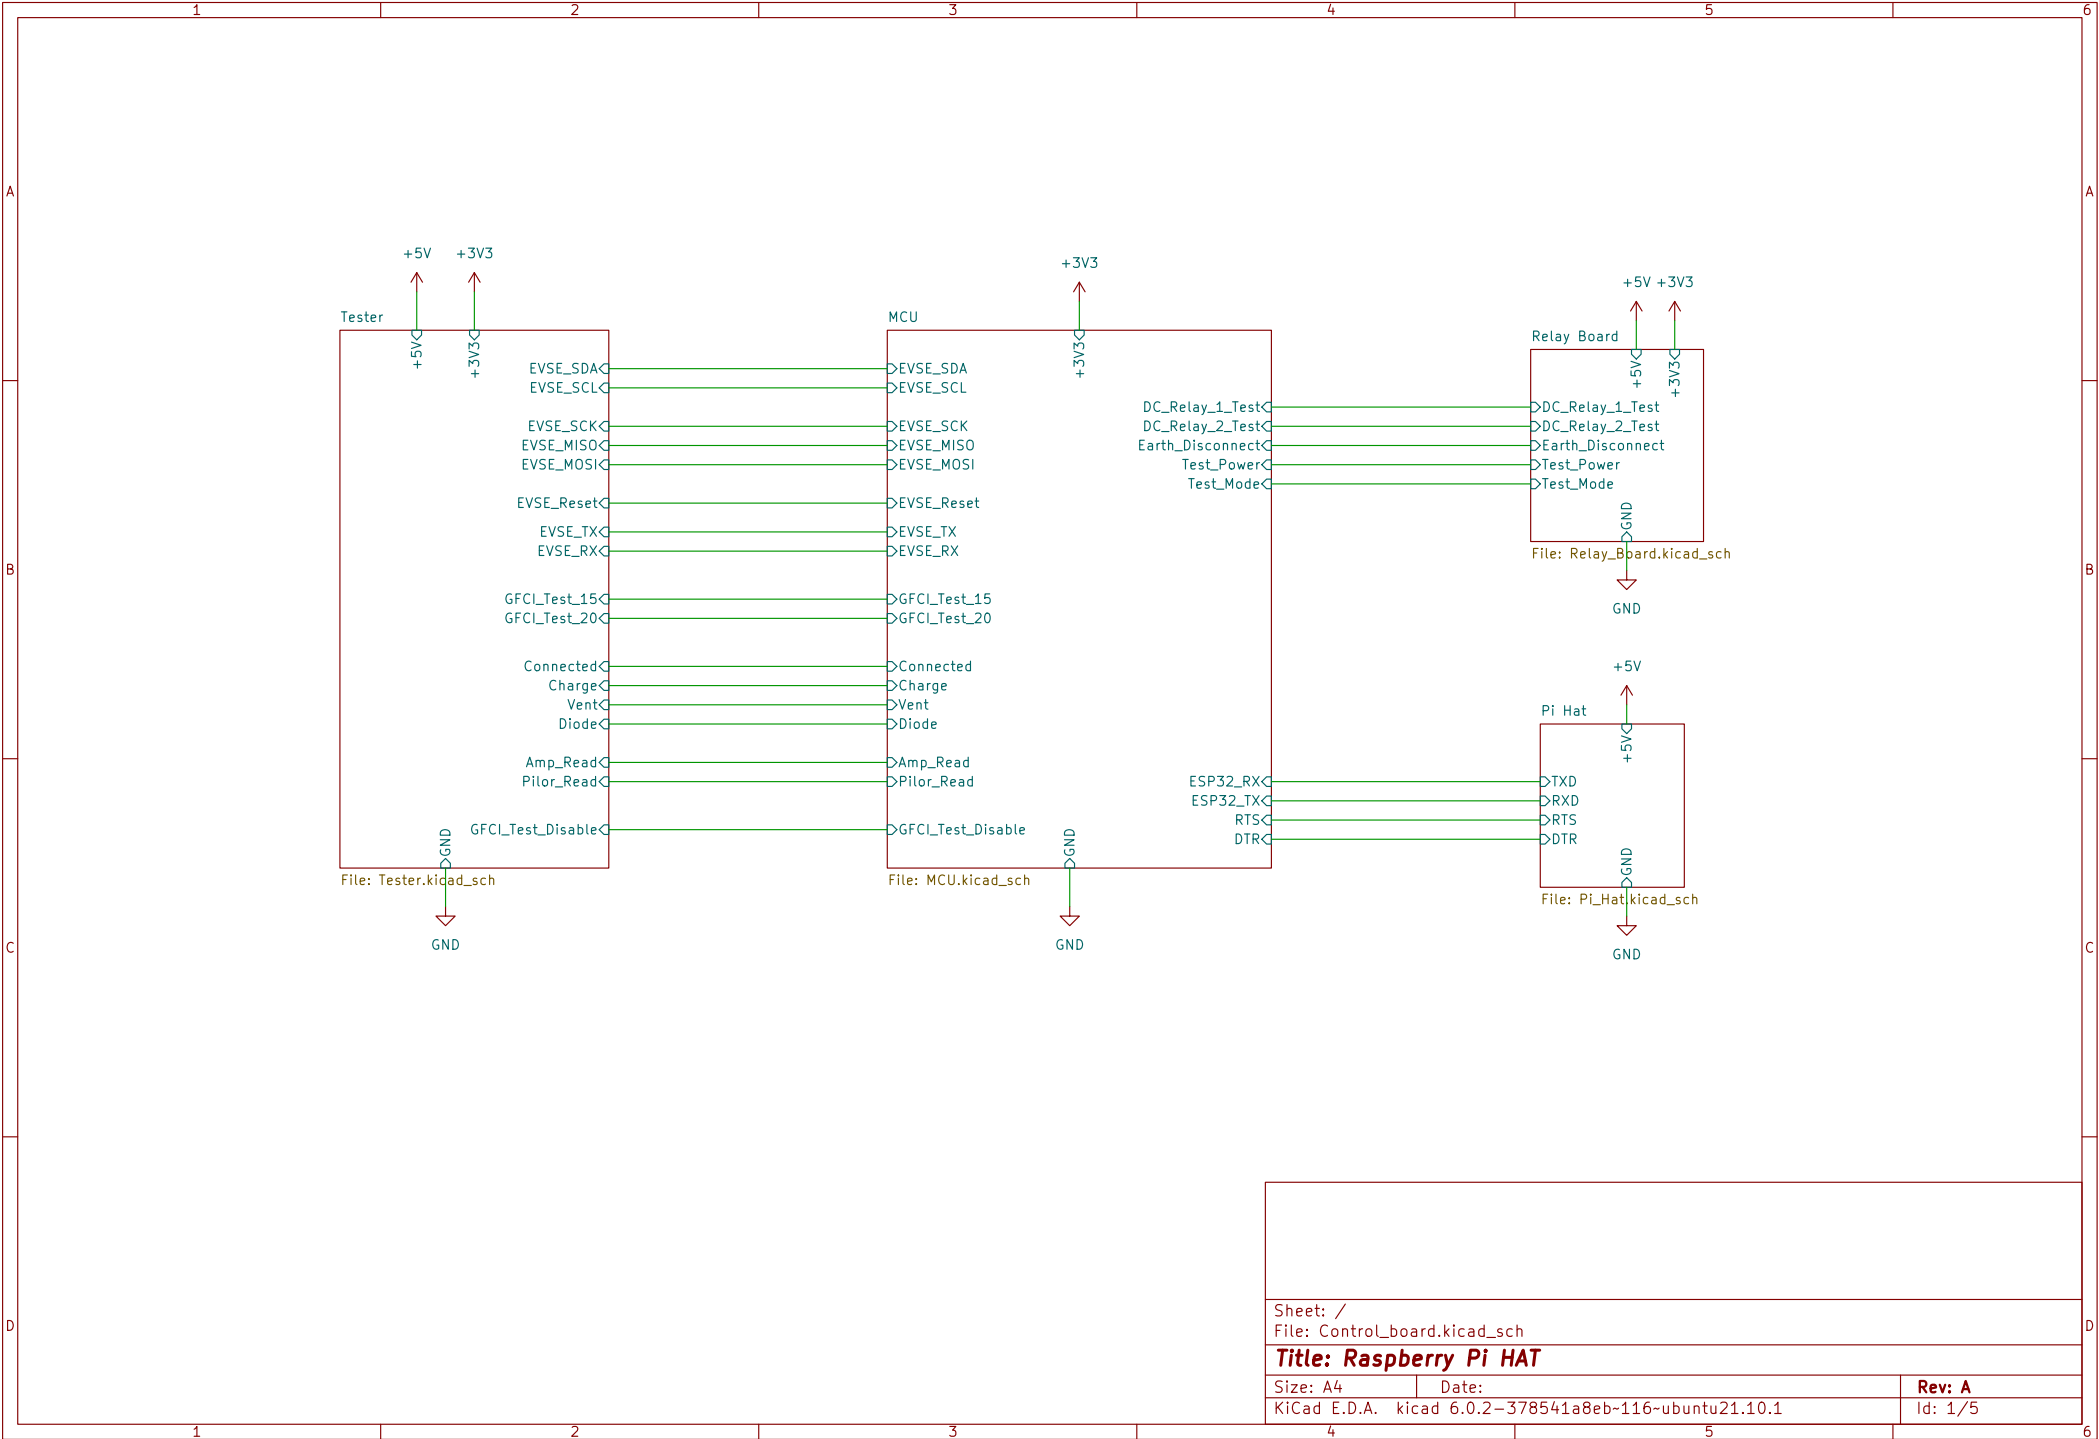 1 2 3 4 5 6
A A
B B
C C
D D
+5V +3V3
Tester
+5V
+3V3
EVSE_SDA
EVSE_SCL
EVSE_SCK
EVSE_MISO
EVSE_MOSI
EVSE_Reset
EVSE_TX
EVSE_RX
GFCI_Test_15
GFCI_Test_20
Connected
Charge
Vent
Diode
Amp_Read
Pilor_Read
GFCI_Test_Disable
GND
File: Tester.kicad_sch
GND
+3V3
MCU
+3V3
EVSE_SDA
EVSE_SCL
EVSE_SCK
EVSE_MISO
EVSE_MOSI
EVSE_Reset
EVSE_TX
EVSE_RX
GFCI_Test_15
GFCI_Test_20
Connected
Charge
Vent
Diode
Amp_Read
Pilor_Read
GFCI_Test_Disable
DC_Relay_1_Test
DC_Relay_2_Test
Earth_Disconnect
Test_Power
Test_Mode
ESP32_RX
ESP32_TX
RTS
DTR
GND
File: MCU.kicad_sch
GND
+5V +3V3
Relay Board
+5V
+3V3
DC_Relay_1_Test
DC_Relay_2_Test
Earth_Disconnect
Test_Power
Test_Mode
GND
File: Relay_Board.kicad_sch
GND
+5V
Pi Hat
+5V
TXD
RXD
RTS
DTR
GND
File: Pi_Hat.kicad_sch
GND
Sheet: /
File: Control_board.kicad_sch
Title: Raspberry Pi HAT
Size: A4 Date: Rev: A
KiCad E.D.A. kicad 6.0.2-378541a8eb~116~ubuntu21.10.1 Id: 1/5
1 2 3 4 5 6